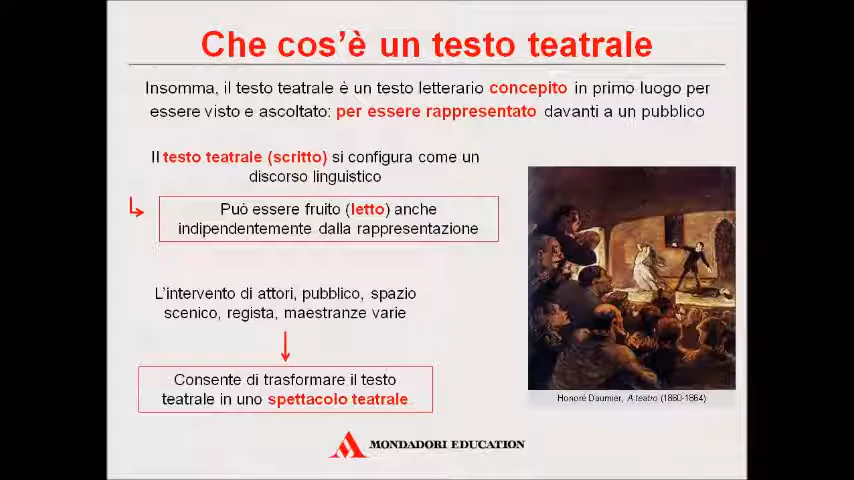 Che cos'è un testo teatrale
Insomma, il testo teatrale è un testo letterario concepito in primo luogo per
essere visto e ascoltato: per essere rappresentato davanti a un pubblico
Il testo teatrale (scritto) si configura come un
discorso linguistico
Può essere fruito (letto) anche
indipendentemente dalla rappresentazione
L'intervento di attori, pubblico, spazio
scenico, regista, maestranze varie
Consente di trasformare il testo
teatrale in uno spettacolo teatrale
Honoré Daumier, A teatro (1860-1864)
MONDADORI EDUCATION